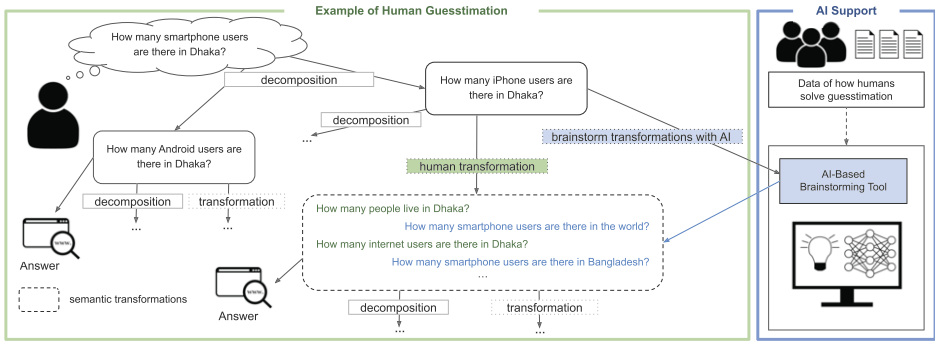 Example of Human Guesstimation
AI Support
How many smartphone users
are there in Dhaka?
decomposition
How many iPhone users are
there in Dhaka?
Data of how humans
solve guesstimation
decomposition
...
brainstorm transformations with AI
How many Android users are
there in Dhaka?
human transformation
AI-Based
Brainstorming Tool
decomposition
transformation
...
...
How many people live in Dhaka?
How many smartphone users are there in the world?
How many internet users are there in Dhaka?
How many smartphone users are there in Bangladesh?
...
www.
Answer
www.
Answer
semantic transformations
decomposition
transformation
...
...